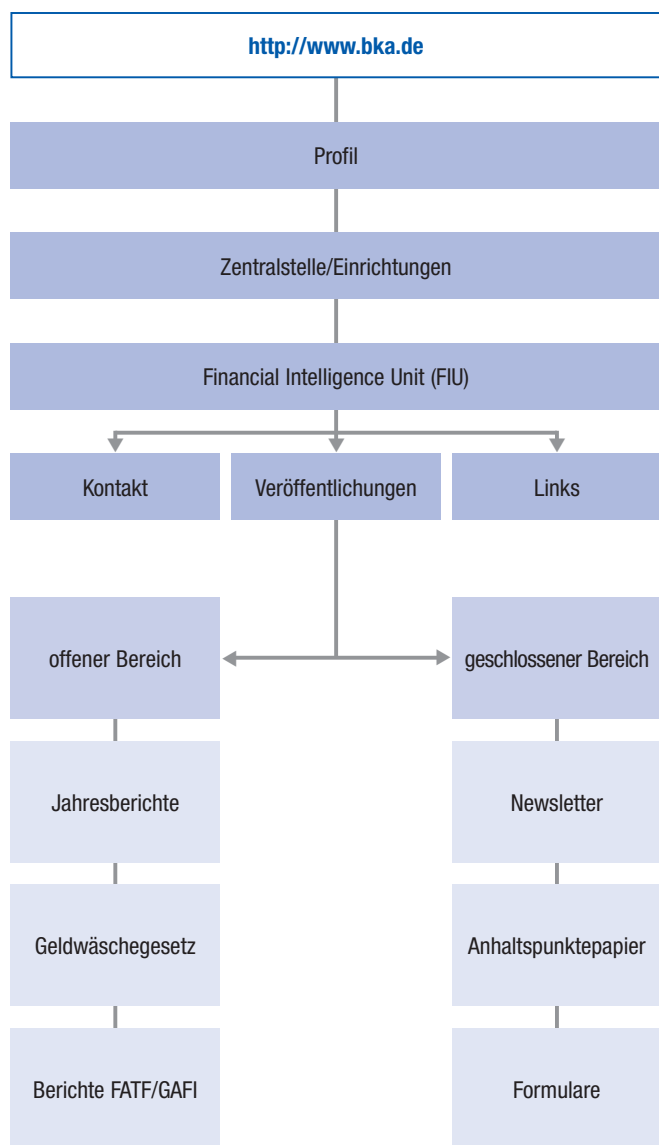 http://www.bka.de
Profil
Zentralstelle/Einrichtungen
Financial Intelligence Unit (FIU)
Kontakt
Veröffentlichungen
Links
offener Bereich
geschlossener Bereich
Jahresberichte
Newsletter
Geldwäschegesetz
Anhaltspunktepapier
Berichte FATF/GAFI
Formulare